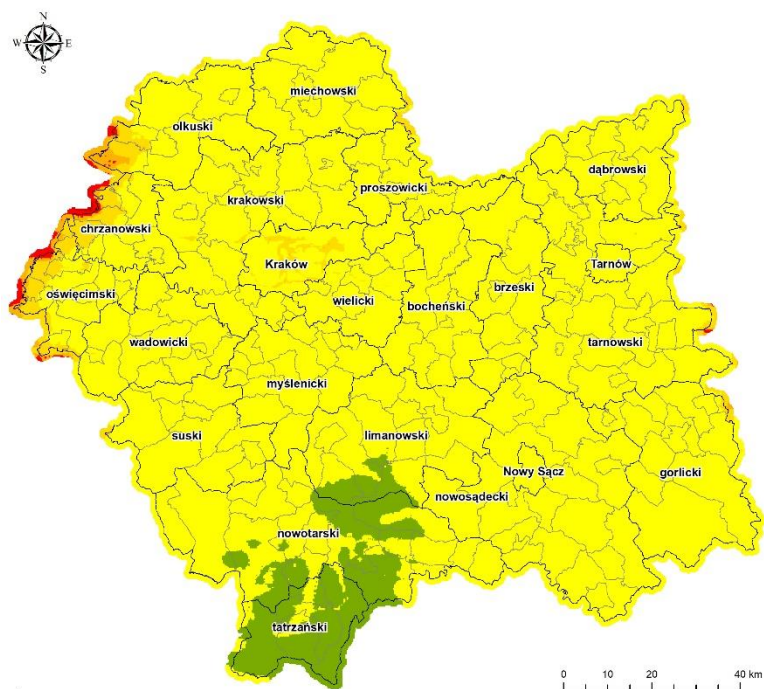 N
W E
S
miechowski
olkuski
dąbrowski
proszowicki
krakowski
chrzanowski
Kraków
Tarnów
brzeski
oświęcimski
wielicki
bocheński
wadowicki
tarnowski
myślenicki
suski
limanowski
Nowy Sącz
gorlicki
nowosądecki
nowotarski
tatrzański
0 10 20 40 km